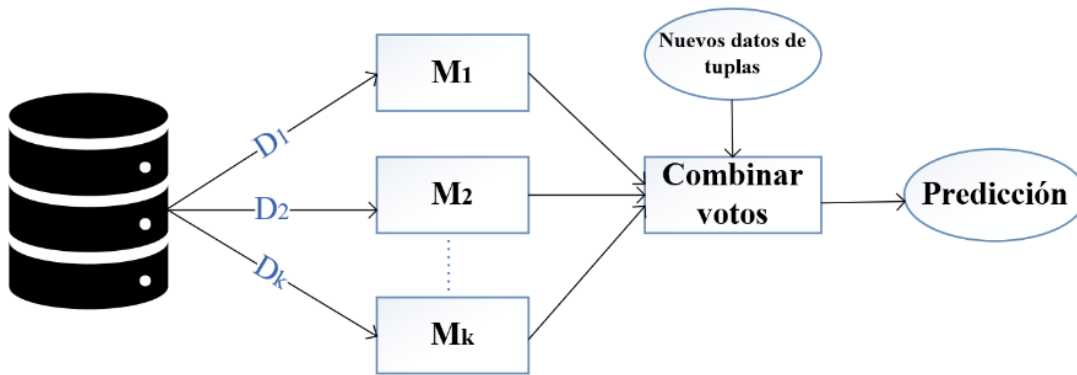 Nuevos datos de
tuplas
M1
D1
M2
D2
Combinar
votos
Predicción
Dk
Mk